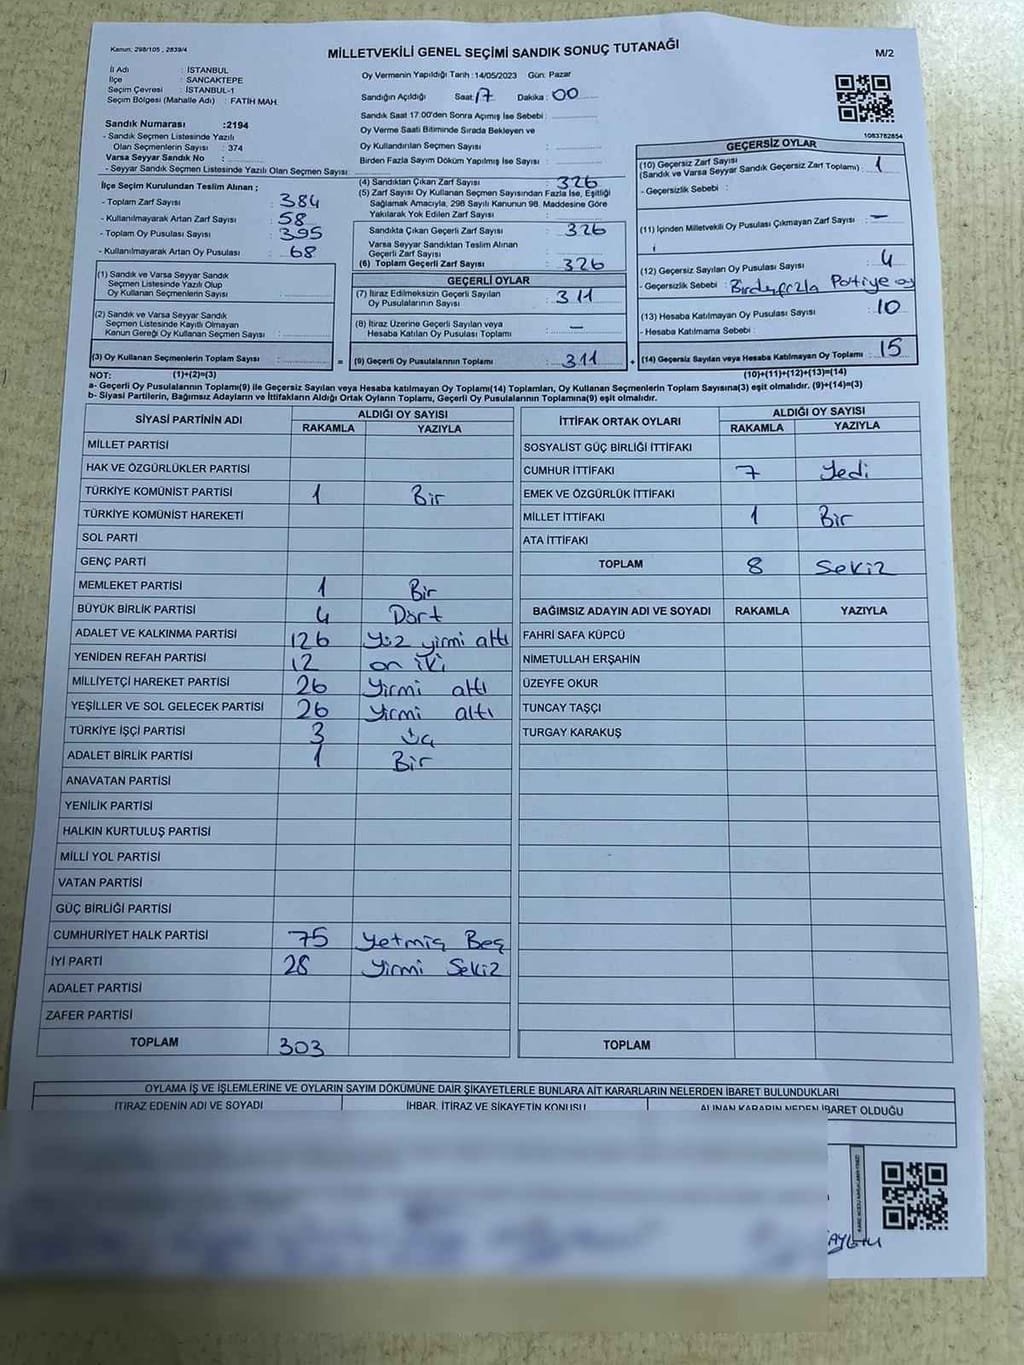 Kanun: 298/105 , 2839/4
MİLLETVEKİLİ GENEL SEÇİMİ SANDIK SONUÇ TUTANAĞI
M/2
İl Adı : İSTANBUL
İlçe : SANCAKTEPE
Seçim Çevresi : İSTANBUL-1
Seçim Bölgesi (Mahalle Adı) : FATİH MAH.
Sandık Numarası :2194
- Sandık Seçmen Listesinde Yazılı
Olan Seçmenlerin Sayısı : 374
Varsa Seyyar Sandık No :
- Seyyar Sandık Seçmen Listesinde Yazılı Olan Seçmen Sayısı:
İlçe Seçim Kurulundan Teslim Alınan ;
- Toplam Zarf Sayısı : 384
- Kullanılmayarak Artan Zarf Sayısı : 58
- Toplam Oy Pusulası Sayısı : 395
- Kullanılmayarak Artan Oy Pusulası : 68
(1) Sandık ve Varsa Seyyar Sandık
Seçmen Listesinde Yazılı Olup
Oy Kullanan Seçmenlerin Sayısı :
(2) Sandık ve Varsa Seyyar Sandık
Seçmen Listesinde Kayıtlı Olmayan
Kanun Gereği Oy Kullanan Seçmen Sayısı :
(3) Oy Kullanan Seçmenlerin Toplam Sayısı :
Oy Vermenin Yapıldığı Tarih :14/05/2023 Gün: Pazar
Sandığın Açıldığı Saat: 17 Dakika : 00
Sandık Saat 17.00'den Sonra Açımış İse Sebebi :
Oy Verme Saati Bitiminde Sırada Bekleyen ve
Oy Kullandırılan Seçmen Sayısı :
Birden Fazla Sayım Döküm Yapılmış İse Sayısı :
(4) Sandıktan Çıkan Zarf Sayısı : 326
(5) Zarf Sayısı Oy Kullanan Seçmen Sayısından Fazla İse, Eşitliği
Sağlamak Amacıyla, 298 Sayılı Kanunun 98. Maddesine Göre
Yakılarak Yok Edilen Zarf Sayısı :
Sandıkta Çıkan Geçerli Zarf Sayısı : 326
Varsa Seyyar Sandıktan Teslim Alınan
Geçerli Zarf Sayısı :
(6) Toplam Geçerli Zarf Sayısı : 326
GEÇERLİ OYLAR
(7) İtiraz Edilmeksizin Geçerli Sayılan
Oy Pusulasının Sayısı : 311
(8) İtiraz Üzerine Geçerli Sayılan veya
Hesaba Katılan Oy Pusulası Toplamı : –
= (9) Geçerli Oy Pusulalarının Toplamı : 311
1083782854
GEÇERSİZ OYLAR
(10) Geçersiz Zarf Sayısı
(Sandık ve Varsa Seyyar Sandık Geçersiz Zarf Toplamı) : 1
- Geçersizlik Sebebi :
(11) İçinden Milletvekili Oy Pusulası Çıkmayan Zarf Sayısı : –
(12) Geçersiz Sayılan Oy Pusulası Sayısı : 4
- Geçersizlik Sebebi : Birden fazla Partiye oy
(13) Hesaba Katılmayan Oy Pusulası Sayısı : 10
- Hesaba Katılmama Sebebi :
+ (14) Geçersiz Sayılan veya Hesaba Katılmayan Oy Toplamı : 15
NOT: (1)+(2)=(3) (10)+(11)+(12)+(13)=(14)
a- Geçerli Oy Pusulalarının Toplamı(9) ile Geçersiz Sayılan veya Hesaba katılmayan Oy Toplamı(14) Toplamları, Oy Kullanan Seçmenlerin Toplam Sayısına(3) eşit olmalıdır. (9)+(14)=(3)
b- Siyasi Partilerin, Bağımsız Adayların ve İttifakların Aldığı Ortak Oyların Toplamı, Geçerli Oy Pusulalarının Toplamına(9) eşit olmalıdır.
SİYASİ PARTİNİN ADI ALDIĞI OY SAYISI
RAKAMLA YAZIYLA
MİLLET PARTİSİ
HAK VE ÖZGÜRLÜKLER PARTİSİ
TÜRKİYE KOMÜNİST PARTİSİ 1 Bir
TÜRKİYE KOMÜNİST HAREKETİ
SOL PARTİ
GENÇ PARTİ
MEMLEKET PARTİSİ 1 Bir
BÜYÜK BİRLİK PARTİSİ 4 Dört
ADALET VE KALKINMA PARTİSİ 126 Yüz yirmi altı
YENİDEN REFAH PARTİSİ 12 on iki
MİLLİYETÇİ HAREKET PARTİSİ 26 Yirmi altı
YEŞİLLER VE SOL GELECEK PARTİSİ 26 Yirmi altı
TÜRKİYE İŞÇİ PARTİSİ 3 Üç
ADALET BİRLİK PARTİSİ 1 Bir
ANAVATAN PARTİSİ
YENİLİK PARTİSİ
HALKIN KURTULUŞ PARTİSİ
MİLLİ YOL PARTİSİ
VATAN PARTİSİ
GÜÇ BİRLİĞİ PARTİSİ
CUMHURİYET HALK PARTİSİ 75 Yetmiş Beş
İYİ PARTİ 28 Yirmi Sekiz
ADALET PARTİSİ
ZAFER PARTİSİ
TOPLAM 303
İTTİFAK ORTAK OYLARI ALDIĞI OY SAYISI
RAKAMLA YAZIYLA
SOSYALİST GÜÇ BİRLİĞİ İTTİFAKI
CUMHUR İTTİFAKI 7 Yedi
EMEK VE ÖZGÜRLÜK İTTİFAKI
MİLLET İTTİFAKI 1 Bir
ATA İTTİFAKI
TOPLAM 8 Sekiz
BAĞIMSIZ ADAYIN ADI VE SOYADI RAKAMLA YAZIYLA
FAHRİ SAFA KÜPCÜ
NİMETULLAH ERŞAHİN
ÜZEYFE OKUR
TUNCAY TAŞÇI
TURGAY KARAKUŞ
TOPLAM
OYLAMA İŞ VE İŞLEMLERİNE VE OYLARIN SAYIM DÖKÜMÜNE DAİR ŞİKAYETLERLE BUNLARA AİT KARARLARIN NELERDEN İBARET BULUNDUKLARI
İTİRAZ EDENİN ADI VE SOYADI İHBAR, İTİRAZ VE ŞİKAYETİN KONUSU ALINAN KARARIN NEDEN İBARET OLDUĞU